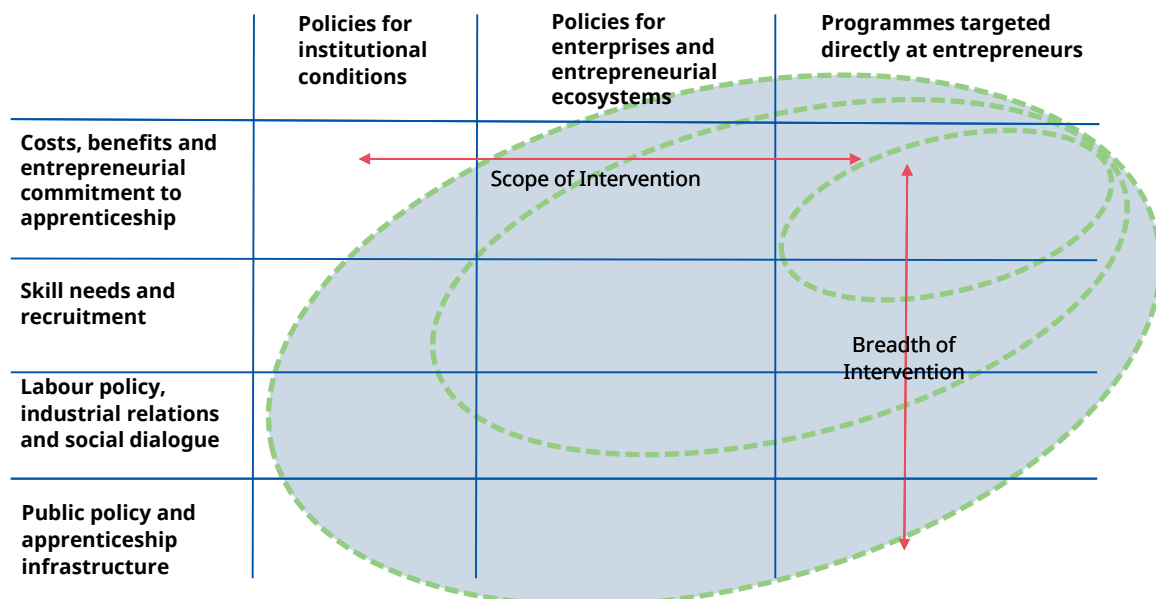 Policies for
institutional
conditions
Policies for
enterprises and
entrepreneurial
ecosystems
Programmes targeted
directly at entrepreneurs
Costs, benefits and
entrepreneurial
commitment to
apprenticeship
Scope of Intervention
Skill needs and
recruitment
Breadth of
Intervention
Labour policy,
industrial relations
and social dialogue
Public policy and
apprenticeship
infrastructure